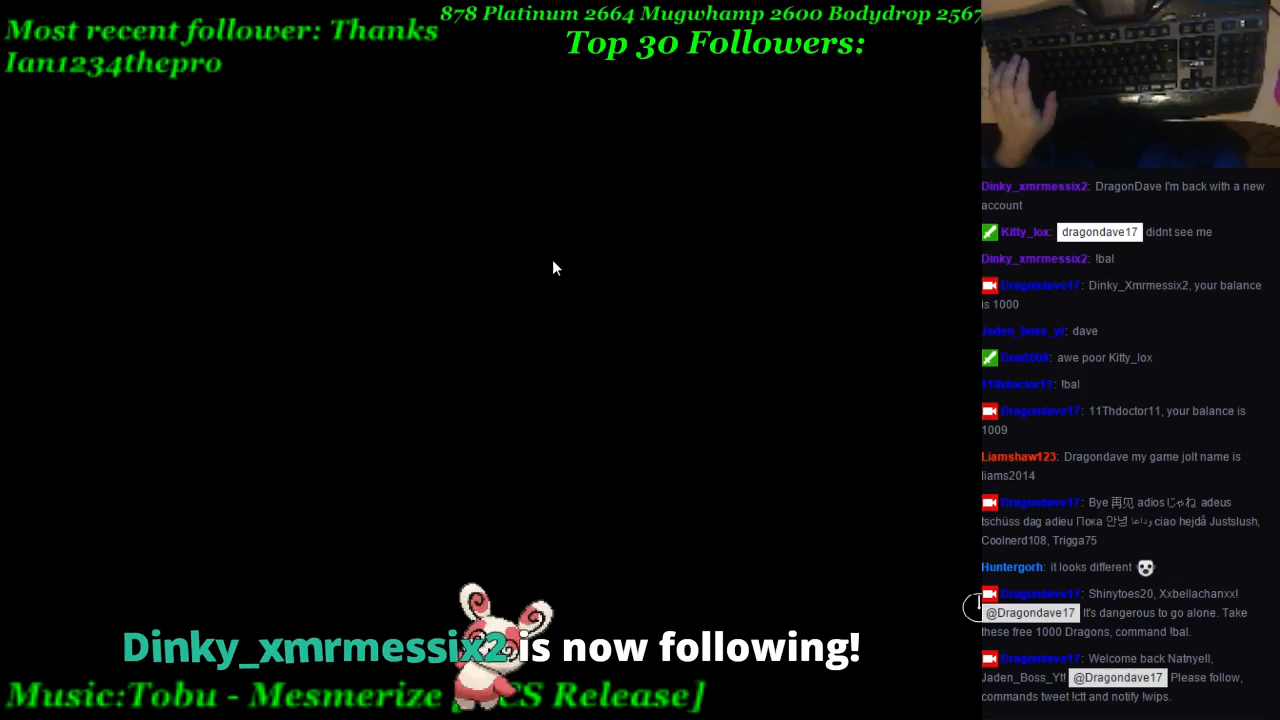 Most recent follower: Thanks
Ian1234thepro
878 Platinum 2664 Mugwhamp 2600 Bodydrop 2567
Top 30 Followers:
Dinky_xmrmessix2: DragonDave I'm back with a new
account
Kitty_lox: dragondave17 didnt see me
Dinky_xmrmessix2: !bal
Dragondave17: Dinky_Xmrmessix2, your balance
is 1000
Jaden_boss_yt: dave
awe poor Kitty_lox
11thdoctor11: !bal
Dragondave17: 11Thdoctor11, your balance is
1009
Liamshaw123: Dragondave my game jolt name is
liams2014
Dragondave17: Bye 再见 adios じゃね adeus
tschüss dag adieu Пока 안녕 وداعا ciao hejdå Justslush,
Coolnerd108, Trigga75
Huntergorh: it looks different
Dragondave17: Shinytoes20, Xxbellachanxx!
@Dragondave17 It's dangerous to go alone. Take
these free 1000 Dragons, command !bal.
Dragondave17: Welcome back Natnyell,
Jaden_Boss_Yt! @Dragondave17 Please follow,
commands tweet !ctt and notify !wips.
Dinky_xmrmessix2 is now following!
Music:Tobu - Mesmerize [ CS Release]